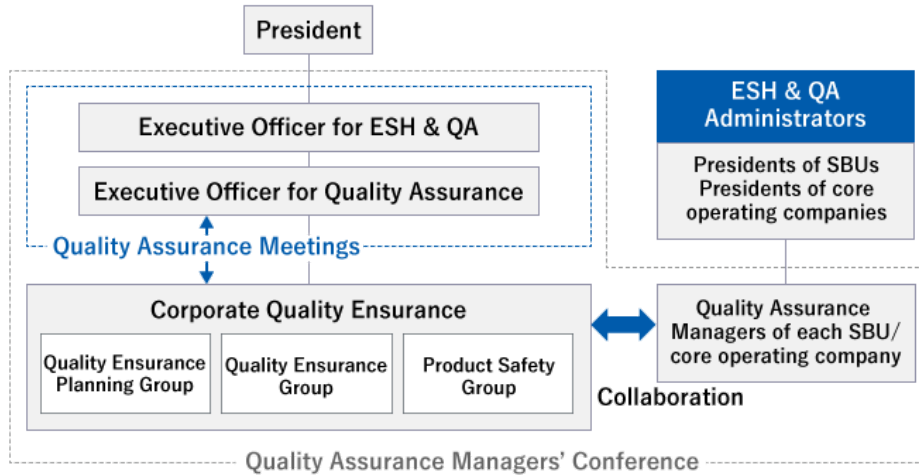 President
Executive Officer for ESH & QA
Executive Officer for Quality Assurance
Quality Assurance Meetings
ESH & QA
Administrators
Presidents of SBUs
Presidents of core
operating companies
Corporate Quality Ensurance
Quality Ensurance
Planning Group
Quality Ensurance
Group
Product Safety
Group
Quality Assurance
Managers of each SBU/
core operating company
Collaboration
Quality Assurance Managers' Conference